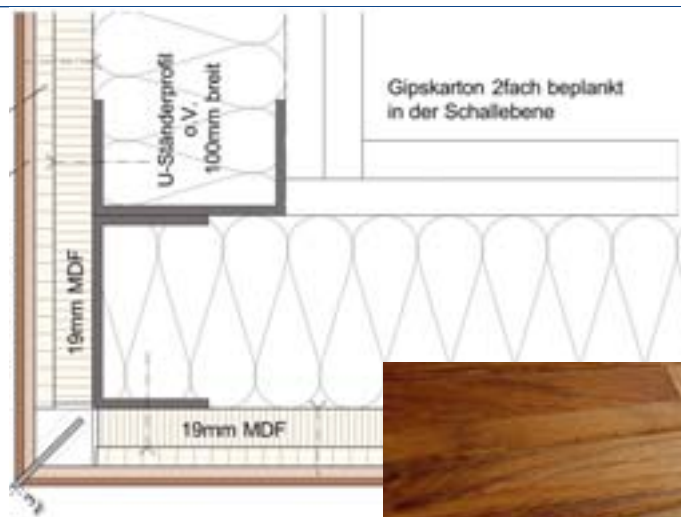 U-Ständerprofil
o.V.
100mm breit
Gipskarton 2fach beplankt
in der Schallebene
19mm MDF
19mm MDF